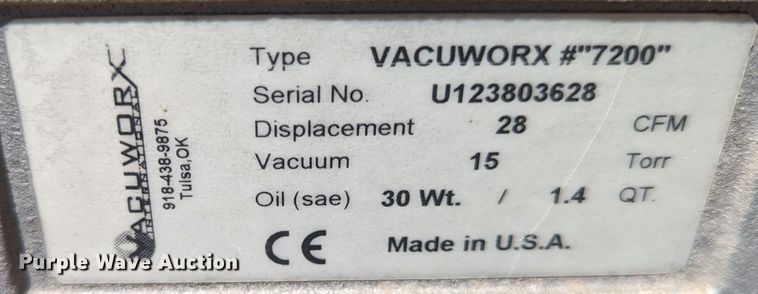 VACUWORX
INTERNATIONAL
918-438-9875
Tulsa,OK
Type VACUWORX #"7200"
Serial No. U123803628
Displacement 28 CFM
Vacuum 15 Torr
Oil (sae) 30 Wt. / 1.4 QT.
CE Made in U.S.A.
Purple Wave Auction